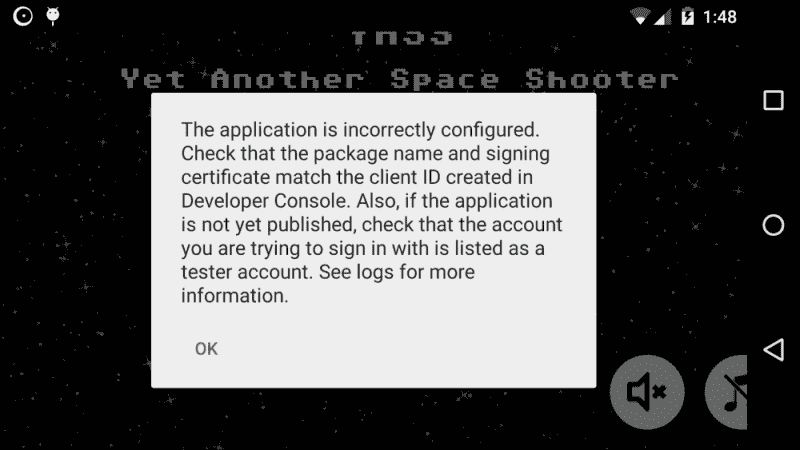 1:48
Yet Another Space Shooter
The application is incorrectly configured.
Check that the package name and signing
certificate match the client ID created in
Developer Console. Also, if the application
is not yet published, check that the account
you are trying to sign in with is listed as a
tester account. See logs for more
information.
OK